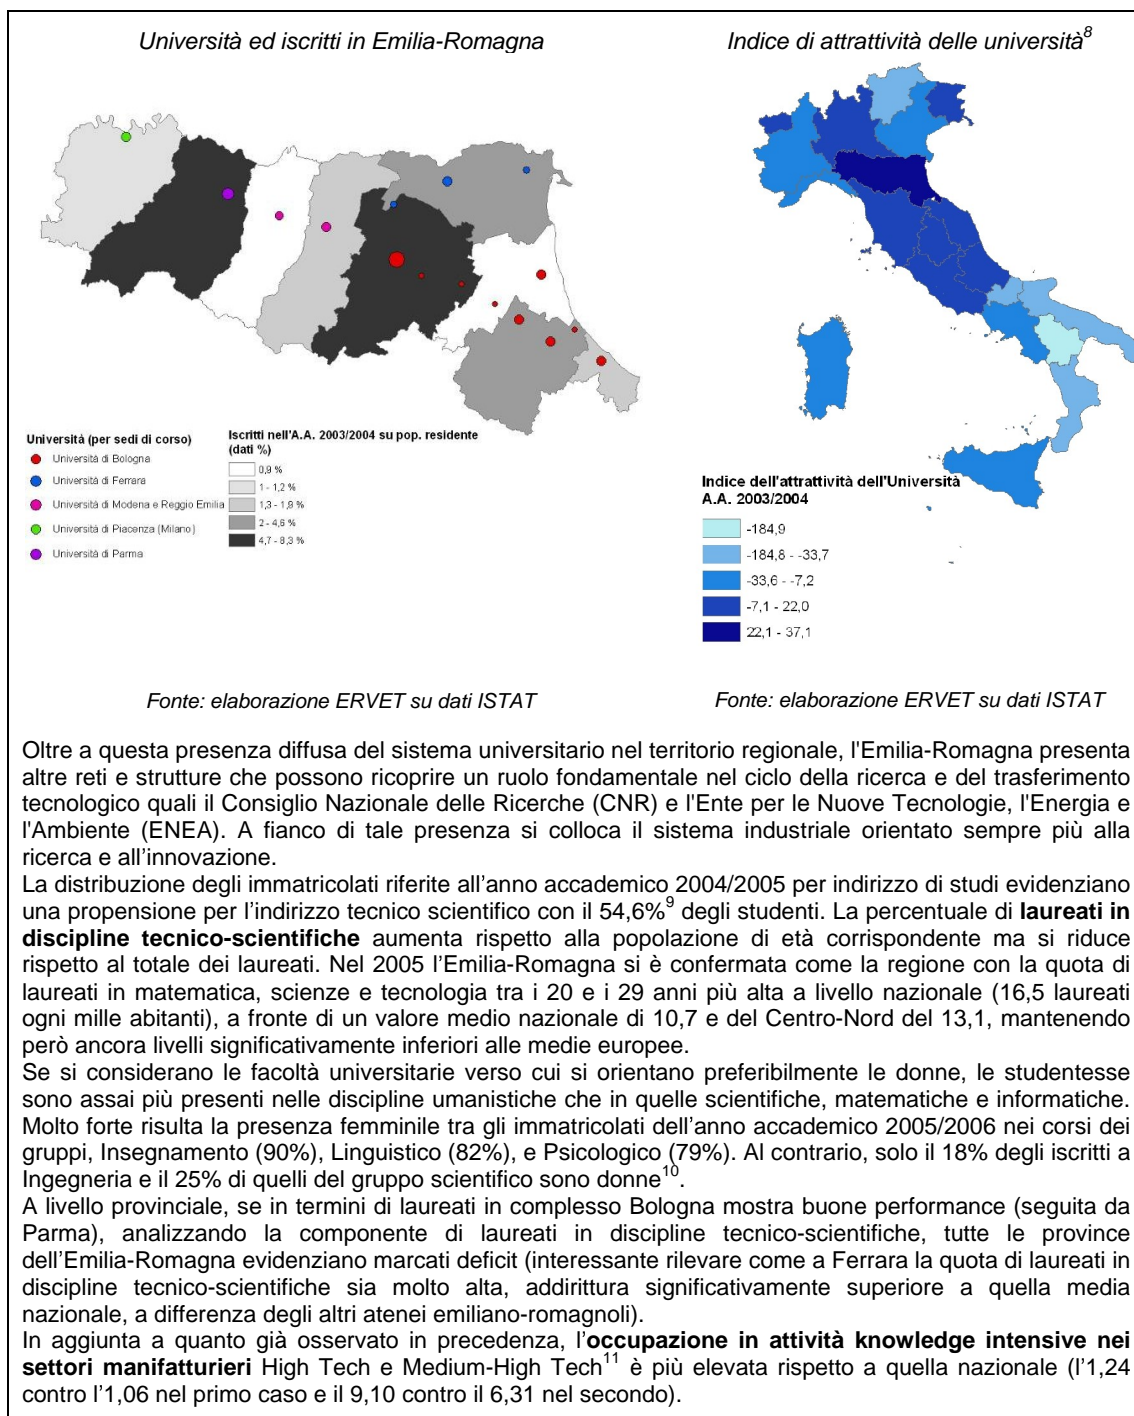 Università ed iscritti in Emilia-Romagna
Indice di attrattività delle università8
Università (per sedi di corso)
Università di Bologna
Università di Ferrara
Università di Modena e Reggio Emilia
Università di Piacenza (Milano)
Università di Parma
Iscritti nell'A.A. 2003/2004 su pop. residente
(dati %)
0,9 %
1 - 1,2 %
1,3 - 1,9 %
2 - 4,6 %
4,7 - 8,3 %
Indice dell'attrattività dell'Università
A.A. 2003/2004
-184,9
-184,8 - -33,7
-33,6 - -7,2
-7,1 - 22,0
22,1 - 37,1
Fonte: elaborazione ERVET su dati ISTAT
Fonte: elaborazione ERVET su dati ISTAT
Oltre a questa presenza diffusa del sistema universitario nel territorio regionale, l'Emilia-Romagna presenta
altre reti e strutture che possono ricoprire un ruolo fondamentale nel ciclo della ricerca e del trasferimento
tecnologico quali il Consiglio Nazionale delle Ricerche (CNR) e l'Ente per le Nuove Tecnologie, l'Energia e
l'Ambiente (ENEA). A fianco di tale presenza si colloca il sistema industriale orientato sempre più alla
ricerca e all’innovazione.
La distribuzione degli immatricolati riferite all’anno accademico 2004/2005 per indirizzo di studi evidenziano
una propensione per l’indirizzo tecnico scientifico con il 54,6%9 degli studenti. La percentuale di laureati in
discipline tecnico-scientifiche aumenta rispetto alla popolazione di età corrispondente ma si riduce
rispetto al totale dei laureati. Nel 2005 l’Emilia-Romagna si è confermata come la regione con la quota di
laureati in matematica, scienze e tecnologia tra i 20 e i 29 anni più alta a livello nazionale (16,5 laureati
ogni mille abitanti), a fronte di un valore medio nazionale di 10,7 e del Centro-Nord del 13,1, mantenendo
però ancora livelli significativamente inferiori alle medie europee.
Se si considerano le facoltà universitarie verso cui si orientano preferibilmente le donne, le studentesse
sono assai più presenti nelle discipline umanistiche che in quelle scientifiche, matematiche e informatiche.
Molto forte risulta la presenza femminile tra gli immatricolati dell’anno accademico 2005/2006 nei corsi dei
gruppi, Insegnamento (90%), Linguistico (82%), e Psicologico (79%). Al contrario, solo il 18% degli iscritti a
Ingegneria e il 25% di quelli del gruppo scientifico sono donne10.
A livello provinciale, se in termini di laureati in complesso Bologna mostra buone performance (seguita da
Parma), analizzando la componente di laureati in discipline tecnico-scientifiche, tutte le province
dell’Emilia-Romagna evidenziano marcati deficit (interessante rilevare come a Ferrara la quota di laureati in
discipline tecnico-scientifiche sia molto alta, addirittura significativamente superiore a quella media
nazionale, a differenza degli altri atenei emiliano-romagnoli).
In aggiunta a quanto già osservato in precedenza, l’occupazione in attività knowledge intensive nei
settori manifatturieri High Tech e Medium-High Tech11 è più elevata rispetto a quella nazionale (l’1,24
contro l’1,06 nel primo caso e il 9,10 contro il 6,31 nel secondo).